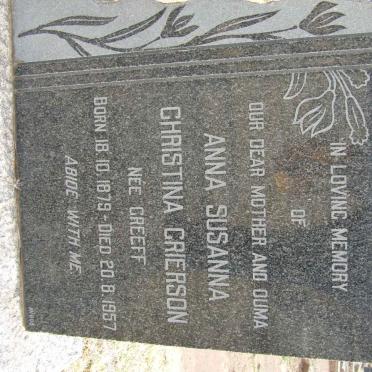 IN LOVING MEMORY
OF
OUR DEAR MOTHER AND OUMA
ANNA SUSANNA
CHRISTINA GRIERSON
NEE GREEFF
BORN 18.10.1875, DIED 20.8.1957
ABIDE WITH ME.